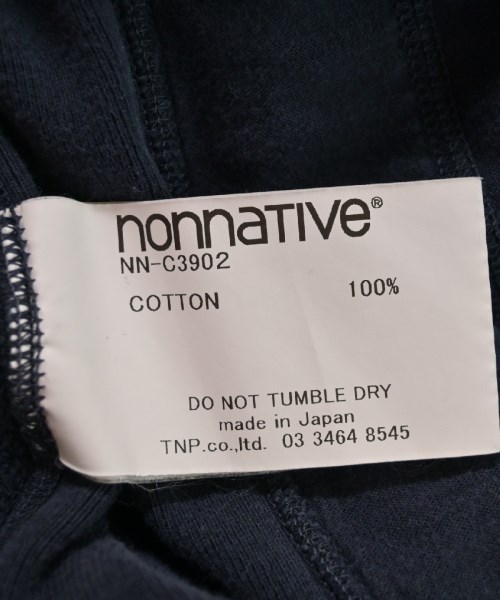 nonnaTIVE®
NN-C3902
COTTON 100%
DO NOT TUMBLE DRY
made in Japan
TNP.co.,ltd. 03 3464 8545